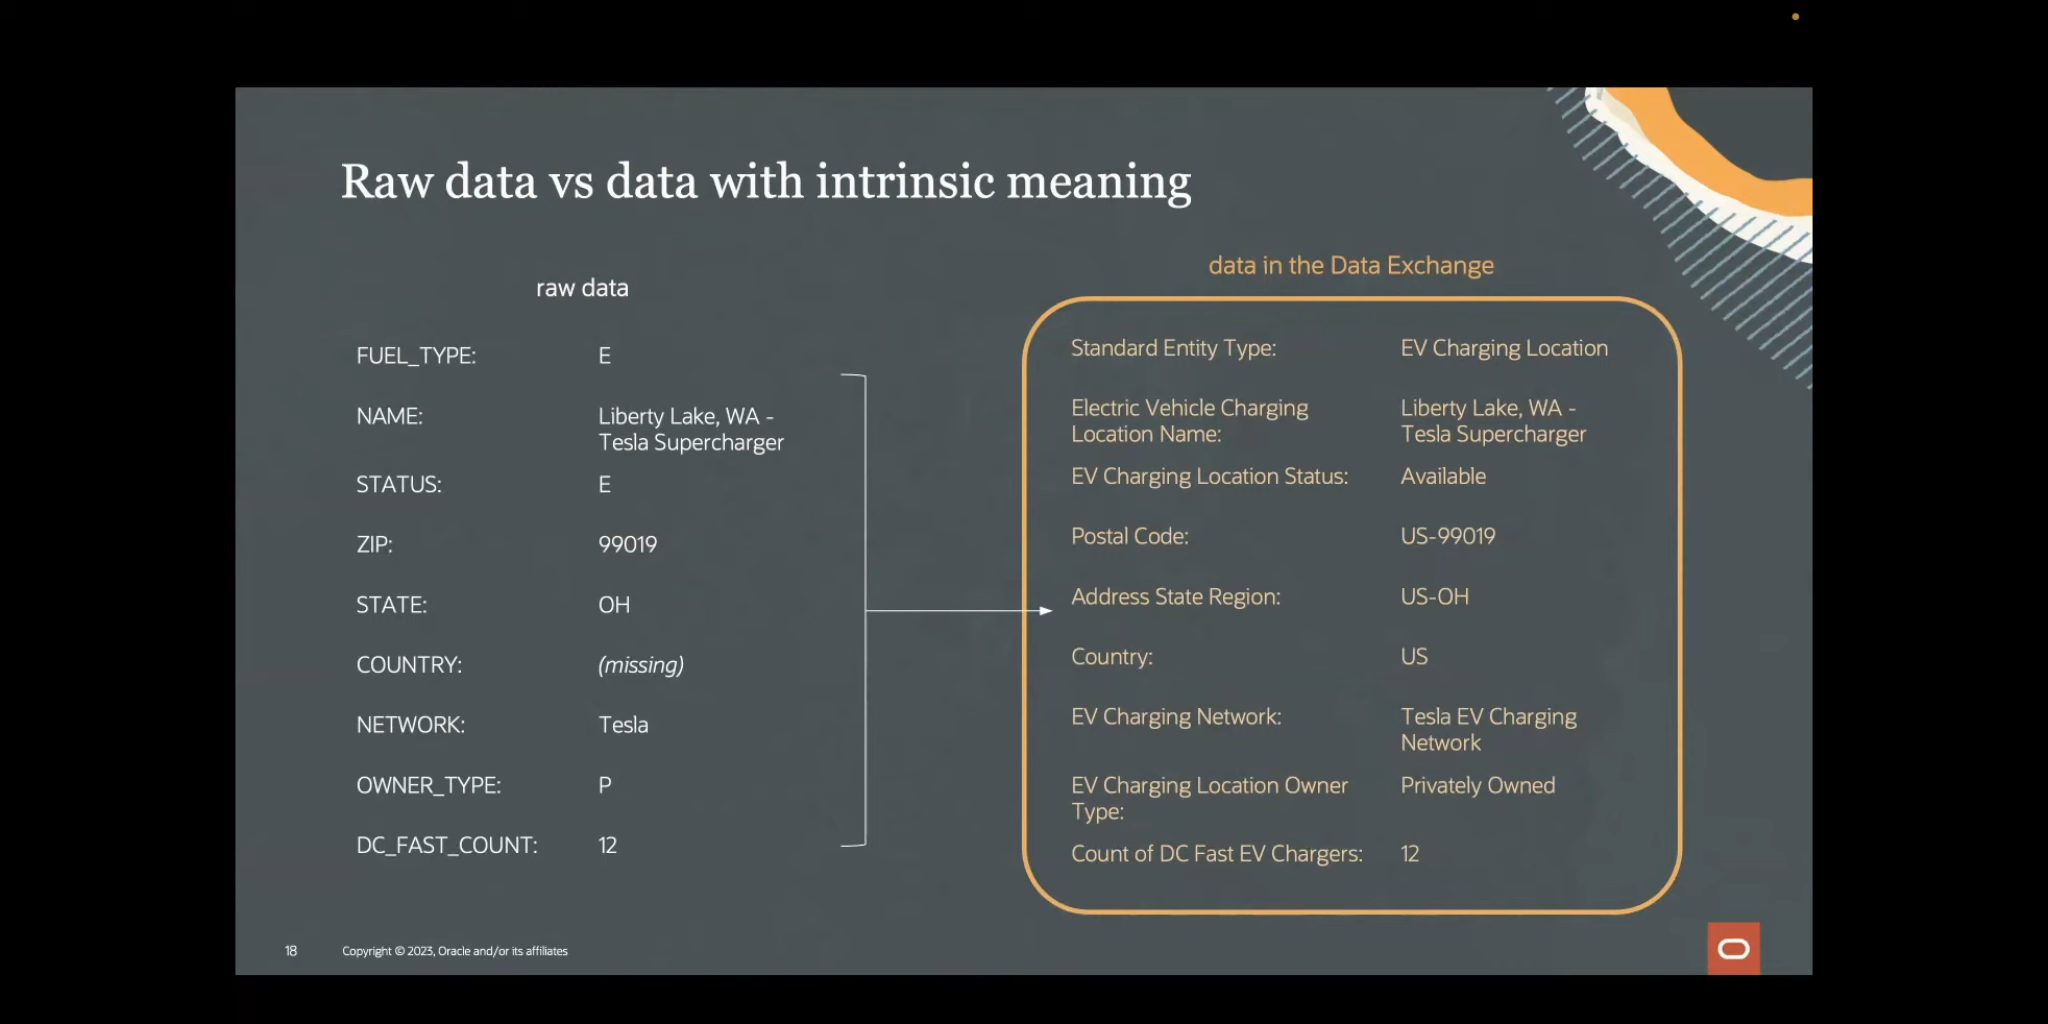 Raw data vs data with intrinsic meaning
raw data
FUEL_TYPE: E
NAME: Liberty Lake, WA -
Tesla Supercharger
STATUS: E
ZIP: 99019
STATE: OH
COUNTRY: (missing)
NETWORK: Tesla
OWNER_TYPE: P
DC_FAST_COUNT: 12
data in the Data Exchange
Standard Entity Type: EV Charging Location
Electric Vehicle Charging Liberty Lake, WA -
Location Name: Tesla Supercharger
EV Charging Location Status: Available
Postal Code: US-99019
Address State Region: US-OH
Country: US
EV Charging Network: Tesla EV Charging
Network
EV Charging Location Owner Privately Owned
Type:
Count of DC Fast EV Chargers: 12
18 Copyright © 2023, Oracle and/or its affiliates